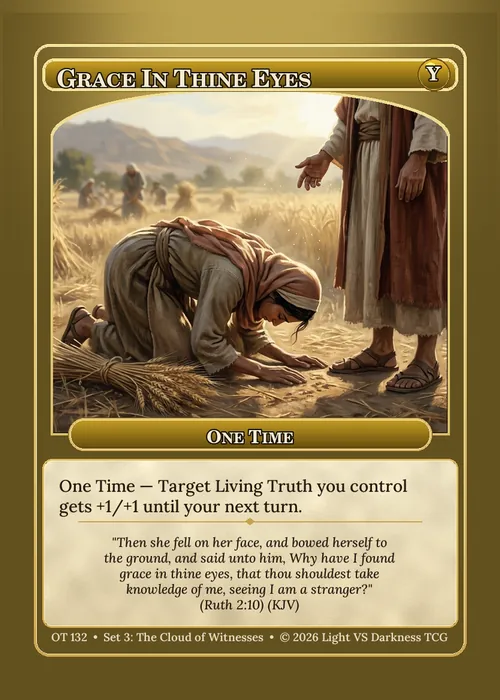 Grace In Thine Eyes
Y
One Time
One Time — Target Living Truth you control
gets +1/+1 until your next turn.
"Then she fell on her face, and bowed herself to
the ground, and said unto him, Why have I found
grace in thine eyes, that thou shouldest take
knowledge of me, seeing I am a stranger?"
(Ruth 2:10) (KJV)
OT 132 • Set 3: The Cloud of Witnesses • © 2026 Light VS Darkness TCG